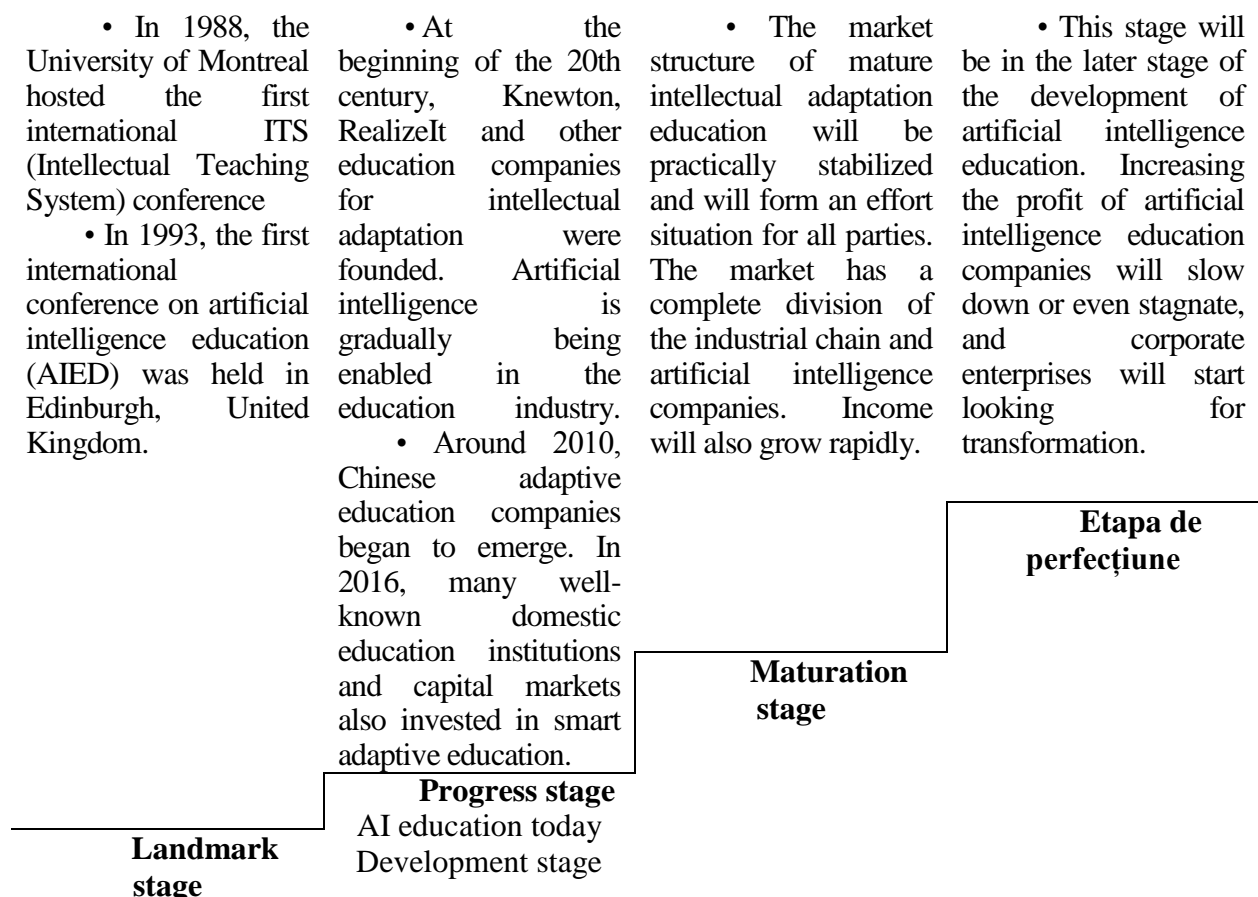 • In 1988, the
University of Montreal
hosted the first
international ITS
(Intellectual Teaching
System) conference
• In 1993, the first
international
conference on artificial
intelligence education
(AIED) was held in
Edinburgh, United
Kingdom.
Landmark
stage
• At the
beginning of the 20th
century, Knewton,
RealizeIt and other
education companies
for intellectual
adaptation were
founded. Artificial
intelligence is
gradually being
enabled in the
education industry.
• Around 2010,
Chinese adaptive
education companies
began to emerge. In
2016, many well-
known domestic
education institutions
and capital markets
also invested in smart
adaptive education.
Progress stage
AI education today
Development stage
• The market
structure of mature
intellectual adaptation
education will be
practically stabilized
and will form an effort
situation for all parties.
The market has a
complete division of
the industrial chain and
artificial intelligence
companies. Income
will also grow rapidly.
Maturation
stage
• This stage will
be in the later stage of
the development of
artificial intelligence
education. Increasing
the profit of artificial
intelligence education
companies will slow
down or even stagnate,
and corporate
enterprises will start
looking for
transformation.
Etapa de
perfecțiune